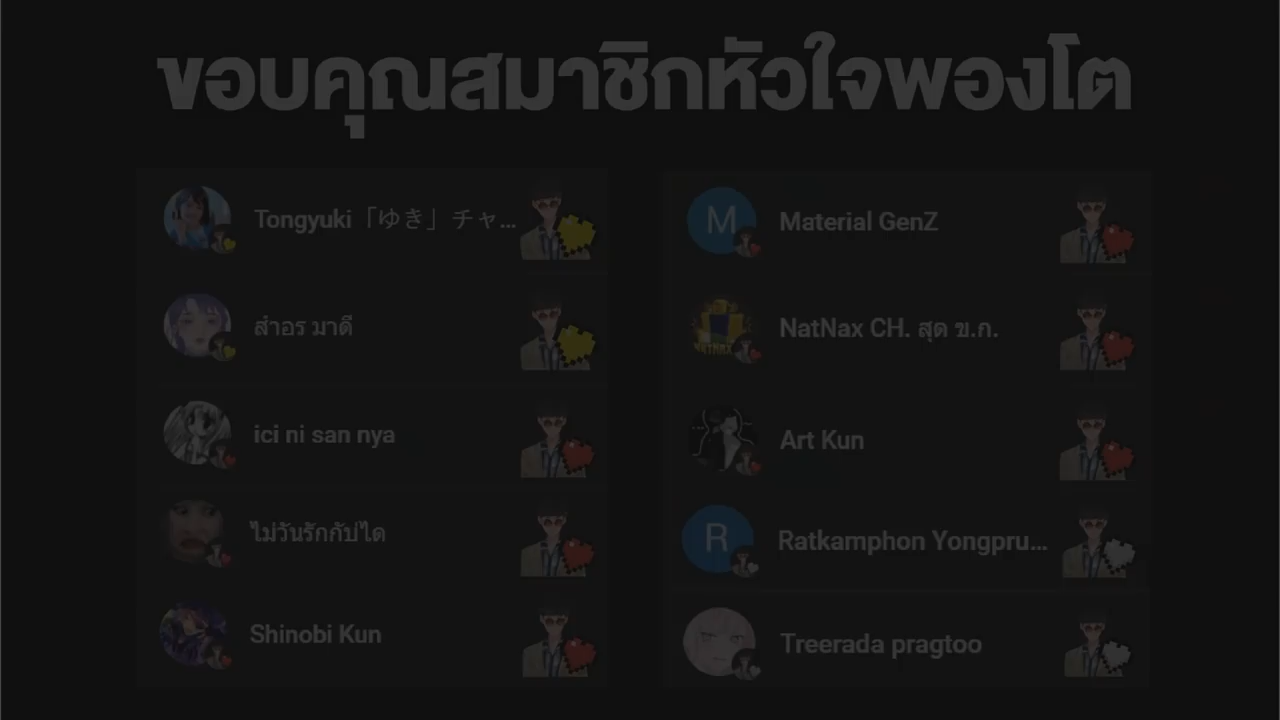 ขอบคุณสมาชิกหัวใจพองโต
Tongyuki「ゆき」チャ...
สำอร มาดี
ici ni san nya
ไม่วันรักกัปได
Shinobi Kun
M
Material GenZ
NATNAX
NatNax CH. สุด ข.ก.
Art Kun
R
Ratkamphon Yongpru...
Treerada pragtoo